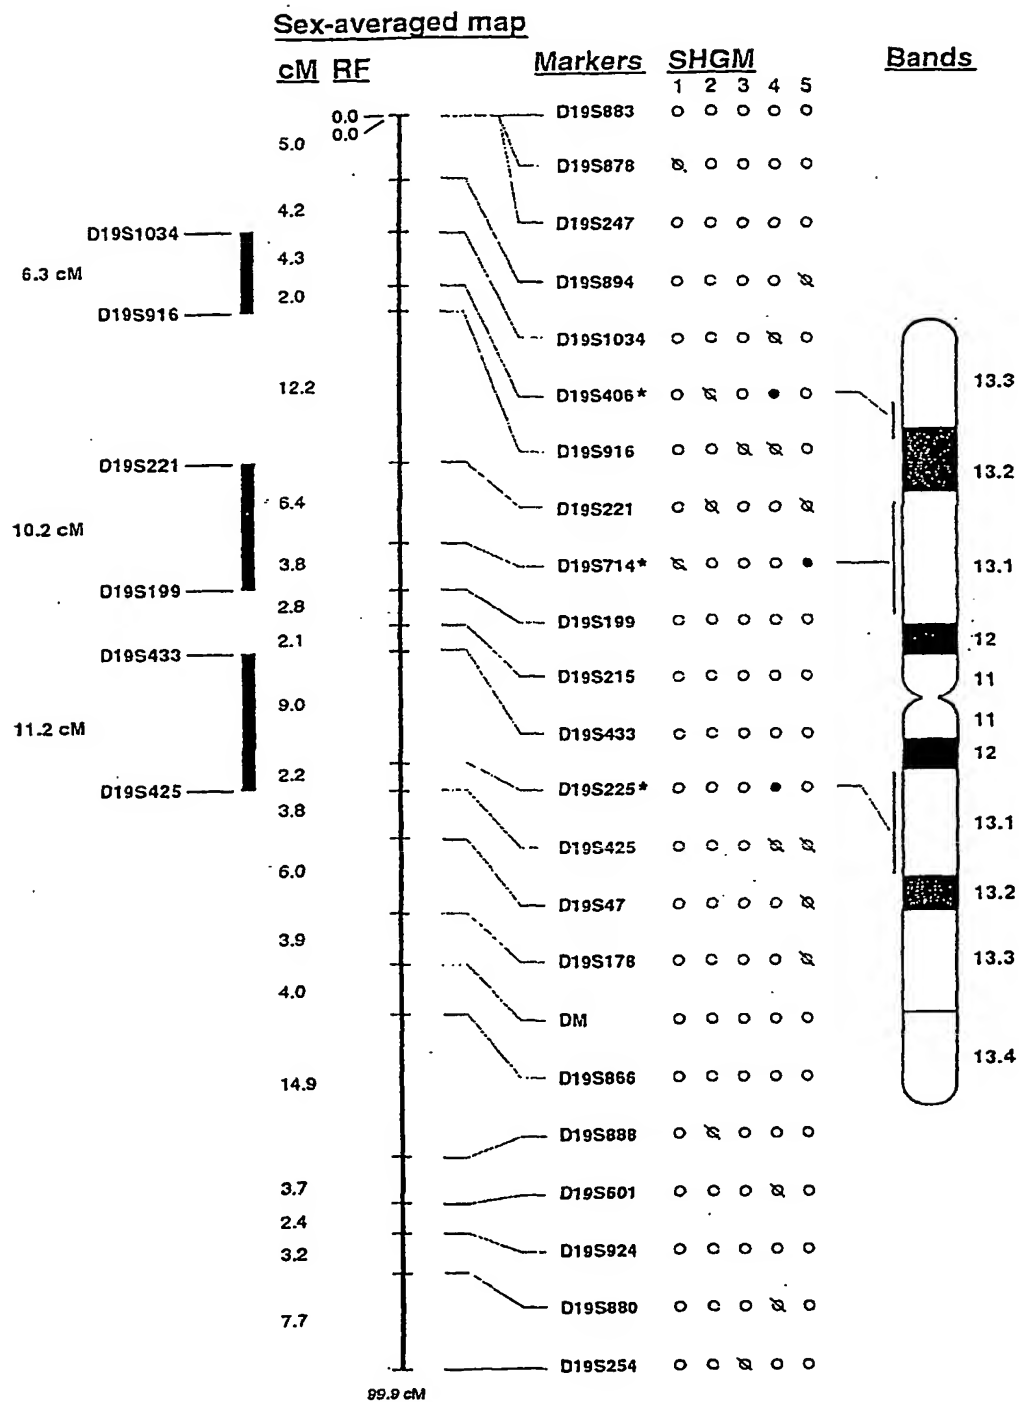 Sex-averaged map
cM RF Markers SHGM Bands
1 2 3 4 5
0.0
0.0
D19S883
5.0
D19S878
4.2
D19S247
D19S1034
4.3
6.3 cM
D19S894
2.0
D19S916
D19S1034
12.2
13.3
D19S406*
D19S916
D19S221
13.2
6.4
D19S221
10.2 cM
3.8
D19S714*
13.1
D19S199
2.8
D19S199
2.1
12
D19S433
D19S215
11
9.0
11
11.2 cM
D19S433
12
2.2
D19S425
D19S225*
3.8
13.1
D19S425
6.0
13.2
D19S47
3.9
13.3
D19S178
4.0
DM
13.4
14.9
D19S866
D19S888
3.7
D19S601
2.4
3.2
D19S924
D19S880
7.7
D19S254
99.9 cM